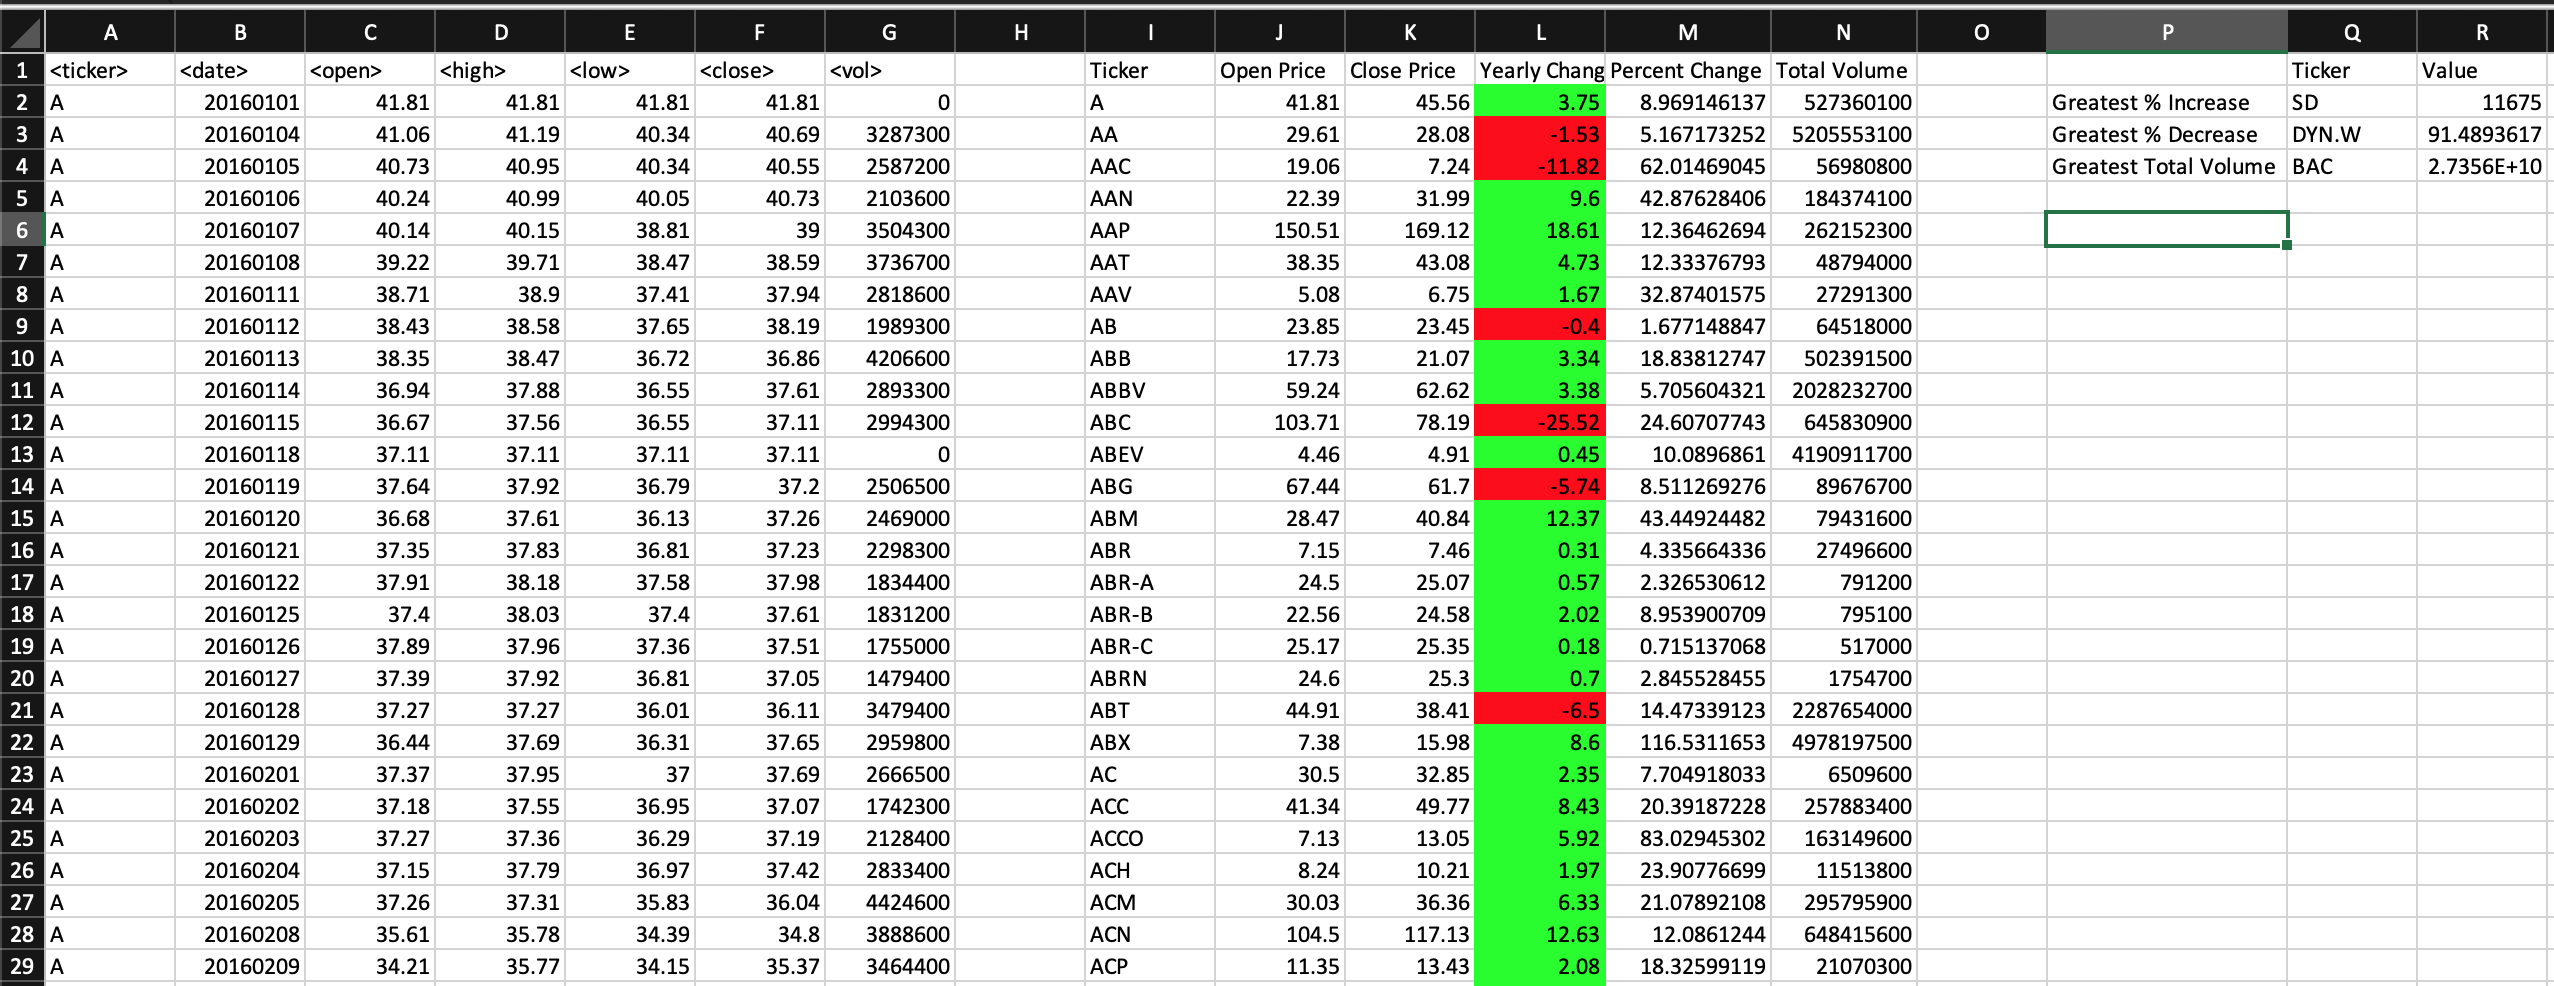 A B C D E F G H I J K L M N O P Q R
1 <ticker> <date> <open> <high> <low> <close> <vol> Ticker Open Price Close Price Yearly Chang Percent Change Total Volume Ticker Value
2 A 20160101 41.81 41.81 41.81 41.81 0 A 41.81 45.56 3.75 8.969146137 527360100 Greatest % Increase SD 11675
3 A 20160104 41.06 41.19 40.34 40.69 3287300 AA 29.61 28.08 -1.53 5.167173252 5205553100 Greatest % Decrease DYN.W 91.4893617
4 A 20160105 40.73 40.95 40.34 40.55 2587200 AAC 19.06 7.24 -11.82 62.01469045 56980800 Greatest Total Volume BAC 2.7356E+10
5 A 20160106 40.24 40.99 40.05 40.73 2103600 AAN 22.39 31.99 9.6 42.87628406 184374100
6 A 20160107 40.14 40.15 38.81 39 3504300 AAP 150.51 169.12 18.61 12.36462694 262152300
7 A 20160108 39.22 39.71 38.47 38.59 3736700 AAT 38.35 43.08 4.73 12.33376793 48794000
8 A 20160111 38.71 38.9 37.41 37.94 2818600 AAV 5.08 6.75 1.67 32.87401575 27291300
9 A 20160112 38.43 38.58 37.65 38.19 1989300 AB 23.85 23.45 -0.4 1.677148847 64518000
10 A 20160113 38.35 38.47 36.72 36.86 4206600 ABB 17.73 21.07 3.34 18.83812747 502391500
11 A 20160114 36.94 37.88 36.55 37.61 2893300 ABBV 59.24 62.62 3.38 5.705604321 2028232700
12 A 20160115 36.67 37.56 36.55 37.11 2994300 ABC 103.71 78.19 -25.52 24.60707743 645830900
13 A 20160118 37.11 37.11 37.11 37.11 0 ABEV 4.46 4.91 0.45 10.0896861 4190911700
14 A 20160119 37.64 37.92 36.79 37.2 2506500 ABG 67.44 61.7 -5.74 8.511269276 89676700
15 A 20160120 36.68 37.61 36.13 37.26 2469000 ABM 28.47 40.84 12.37 43.44924482 79431600
16 A 20160121 37.35 37.83 36.81 37.23 2298300 ABR 7.15 7.46 0.31 4.335664336 27496600
17 A 20160122 37.91 38.18 37.58 37.98 1834400 ABR-A 24.5 25.07 0.57 2.326530612 791200
18 A 20160125 37.4 38.03 37.4 37.61 1831200 ABR-B 22.56 24.58 2.02 8.953900709 795100
19 A 20160126 37.89 37.96 37.36 37.51 1755000 ABR-C 25.17 25.35 0.18 0.715137068 517000
20 A 20160127 37.39 37.92 36.81 37.05 1479400 ABRN 24.6 25.3 0.7 2.845528455 1754700
21 A 20160128 37.27 37.27 36.01 36.11 3479400 ABT 44.91 38.41 -6.5 14.47339123 2287654000
22 A 20160129 36.44 37.69 36.31 37.65 2959800 ABX 7.38 15.98 8.6 116.5311653 4978197500
23 A 20160201 37.37 37.95 37 37.69 2666500 AC 30.5 32.85 2.35 7.704918033 6509600
24 A 20160202 37.18 37.55 36.95 37.07 1742300 ACC 41.34 49.77 8.43 20.39187228 257883400
25 A 20160203 37.27 37.36 36.29 37.19 2128400 ACCO 7.13 13.05 5.92 83.02945302 163149600
26 A 20160204 37.15 37.79 36.97 37.42 2833400 ACH 8.24 10.21 1.97 23.90776699 11513800
27 A 20160205 37.26 37.31 35.83 36.04 4424600 ACM 30.03 36.36 6.33 21.07892108 295795900
28 A 20160208 35.61 35.78 34.39 34.8 3888600 ACN 104.5 117.13 12.63 12.0861244 648415600
29 A 20160209 34.21 35.77 34.15 35.37 3464400 ACP 11.35 13.43 2.08 18.32599119 21070300